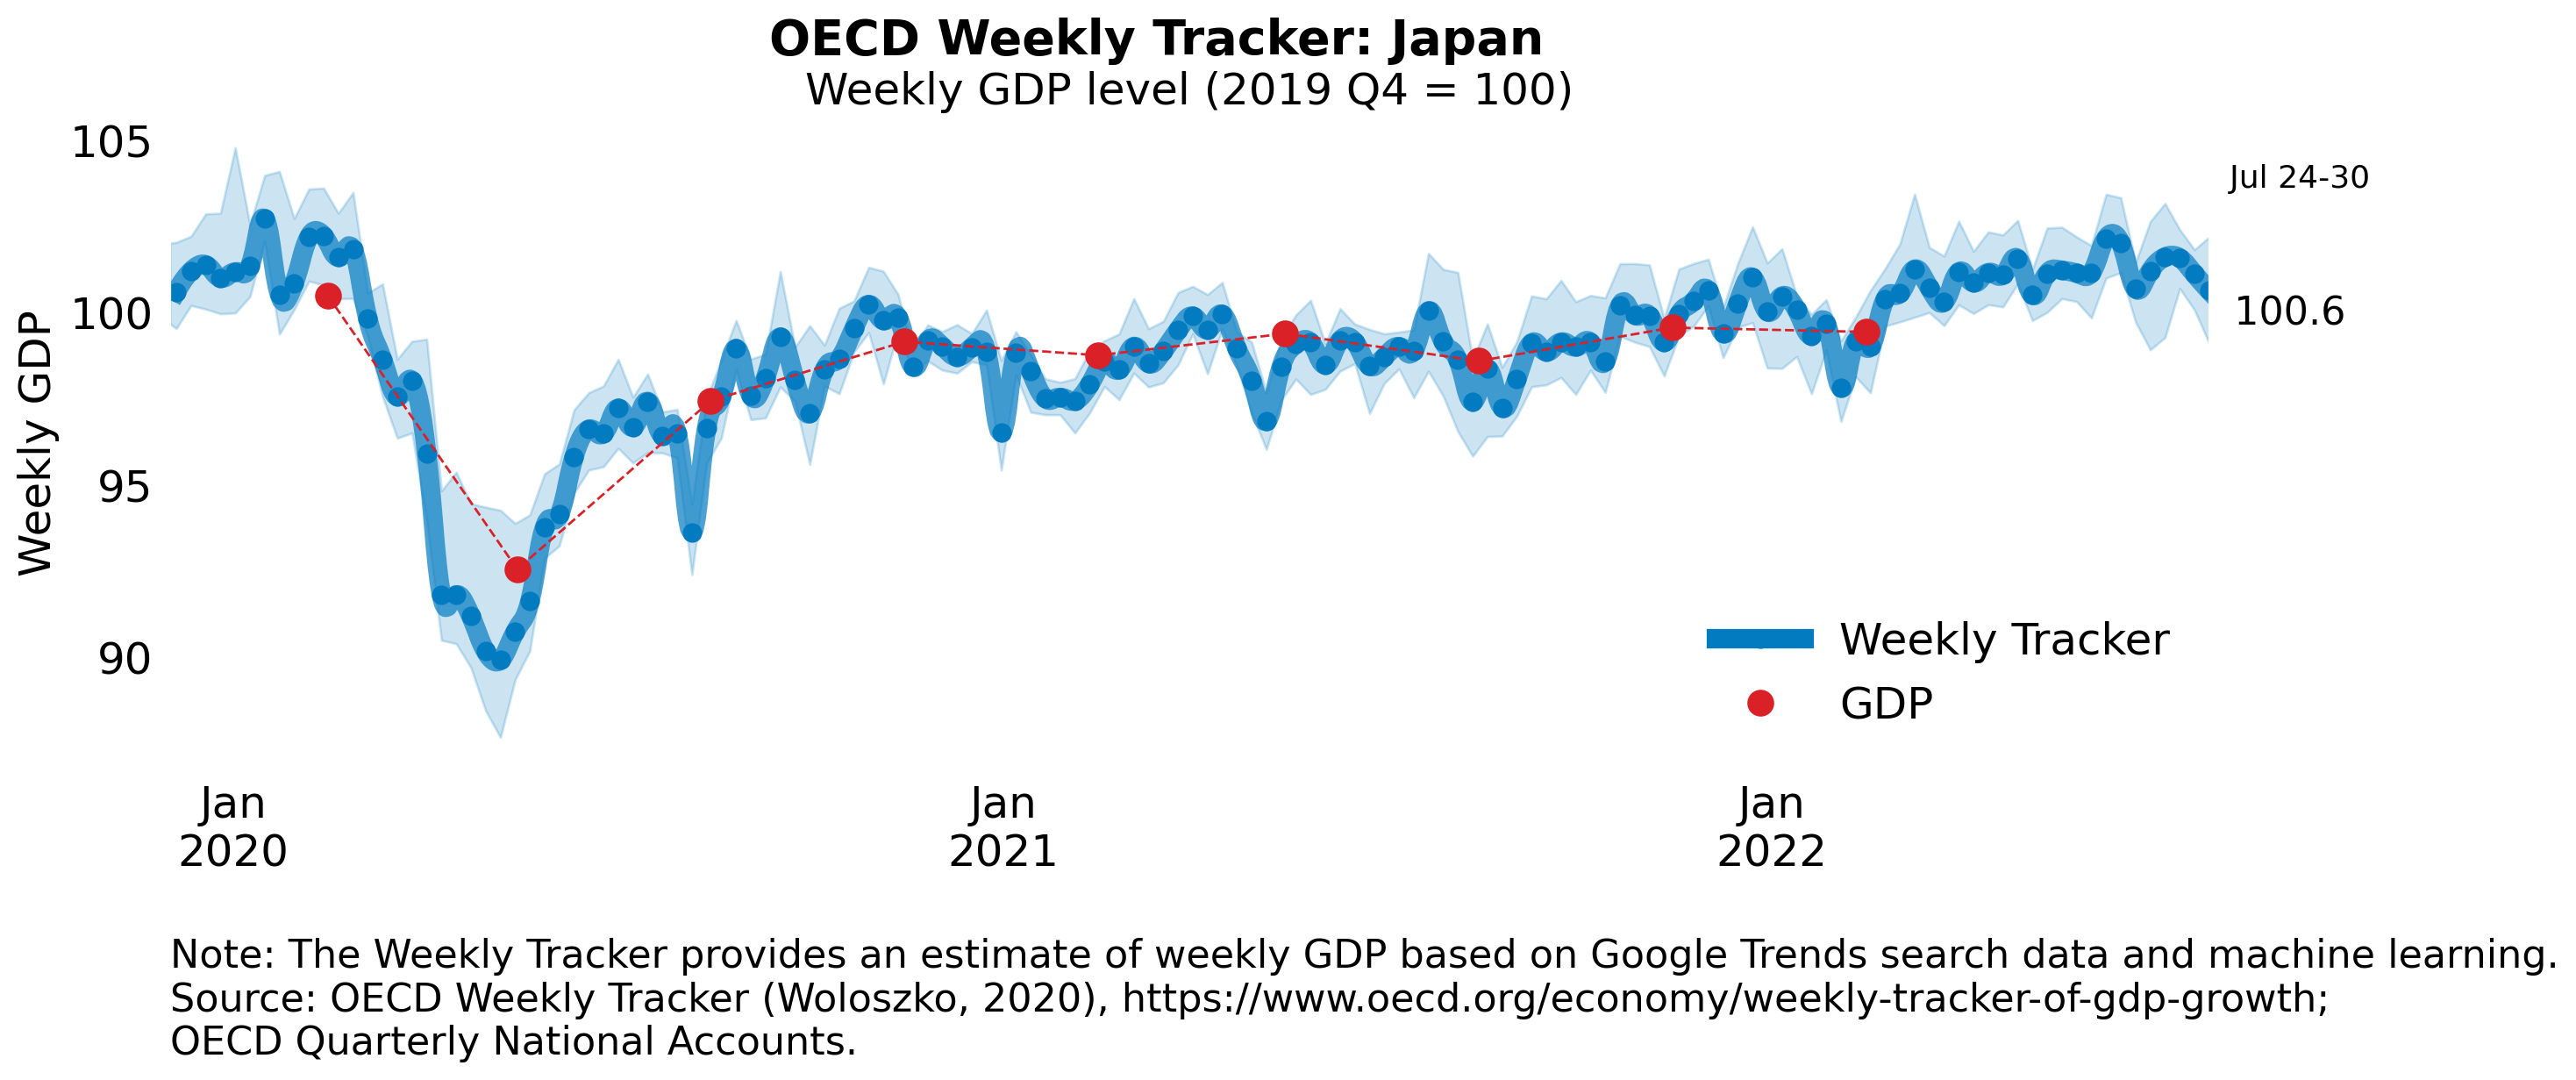 OECD Weekly Tracker: Japan
Weekly GDP level (2019 Q4 = 100)
105
100
95
90
Weekly GDP
Jul 24-30
100.6
Weekly Tracker
GDP
Jan
2020
Jan
2021
Jan
2022
Note: The Weekly Tracker provides an estimate of weekly GDP based on Google Trends search data and machine learning.
Source: OECD Weekly Tracker (Woloszko, 2020), https://www.oecd.org/economy/weekly-tracker-of-gdp-growth;
OECD Quarterly National Accounts.